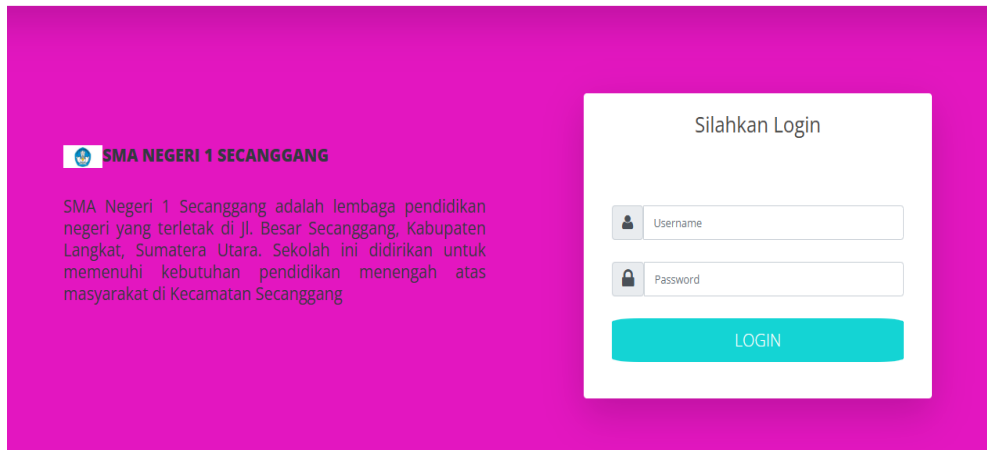 SMA NEGERI 1 SECANGGANG
SMA Negeri 1 Secanggang adalah lembaga pendidikan
negeri yang terletak di Jl. Besar Secanggang, Kabupaten
Langkat, Sumatera Utara. Sekolah ini didirikan untuk
memenuhi kebutuhan pendidikan menengah atas
masyarakat di Kecamatan Secanggang
Silahkan Login
Username
Password
LOGIN